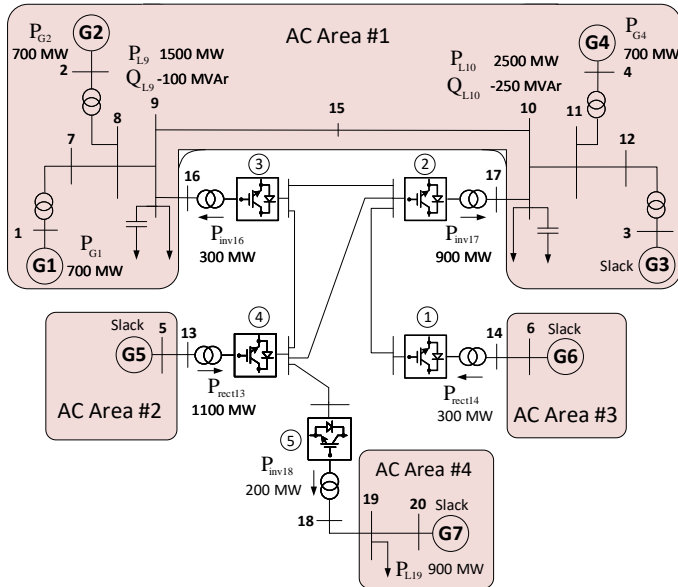 AC Area #1
P_G2
700 MW
G2
2
P_L9 1500 MW
Q_L9 -100 MVAr
P_L10 2500 MW
Q_L10 -250 MVAr
G4
4
P_G4
700 MW
7
8
9
15
10
11
12
1
G1
P_G1
700 MW
16
3
P_inv16
300 MW
2
17
P_inv17
900 MW
3
Slack
G3
Slack
5
13
G5
AC Area #2
4
P_rect13
1100 MW
1
14
P_rect14
300 MW
6
Slack
G6
AC Area #3
5
P_inv18
200 MW
18
AC Area #4
19
20
Slack
G7
P_L19 900 MW